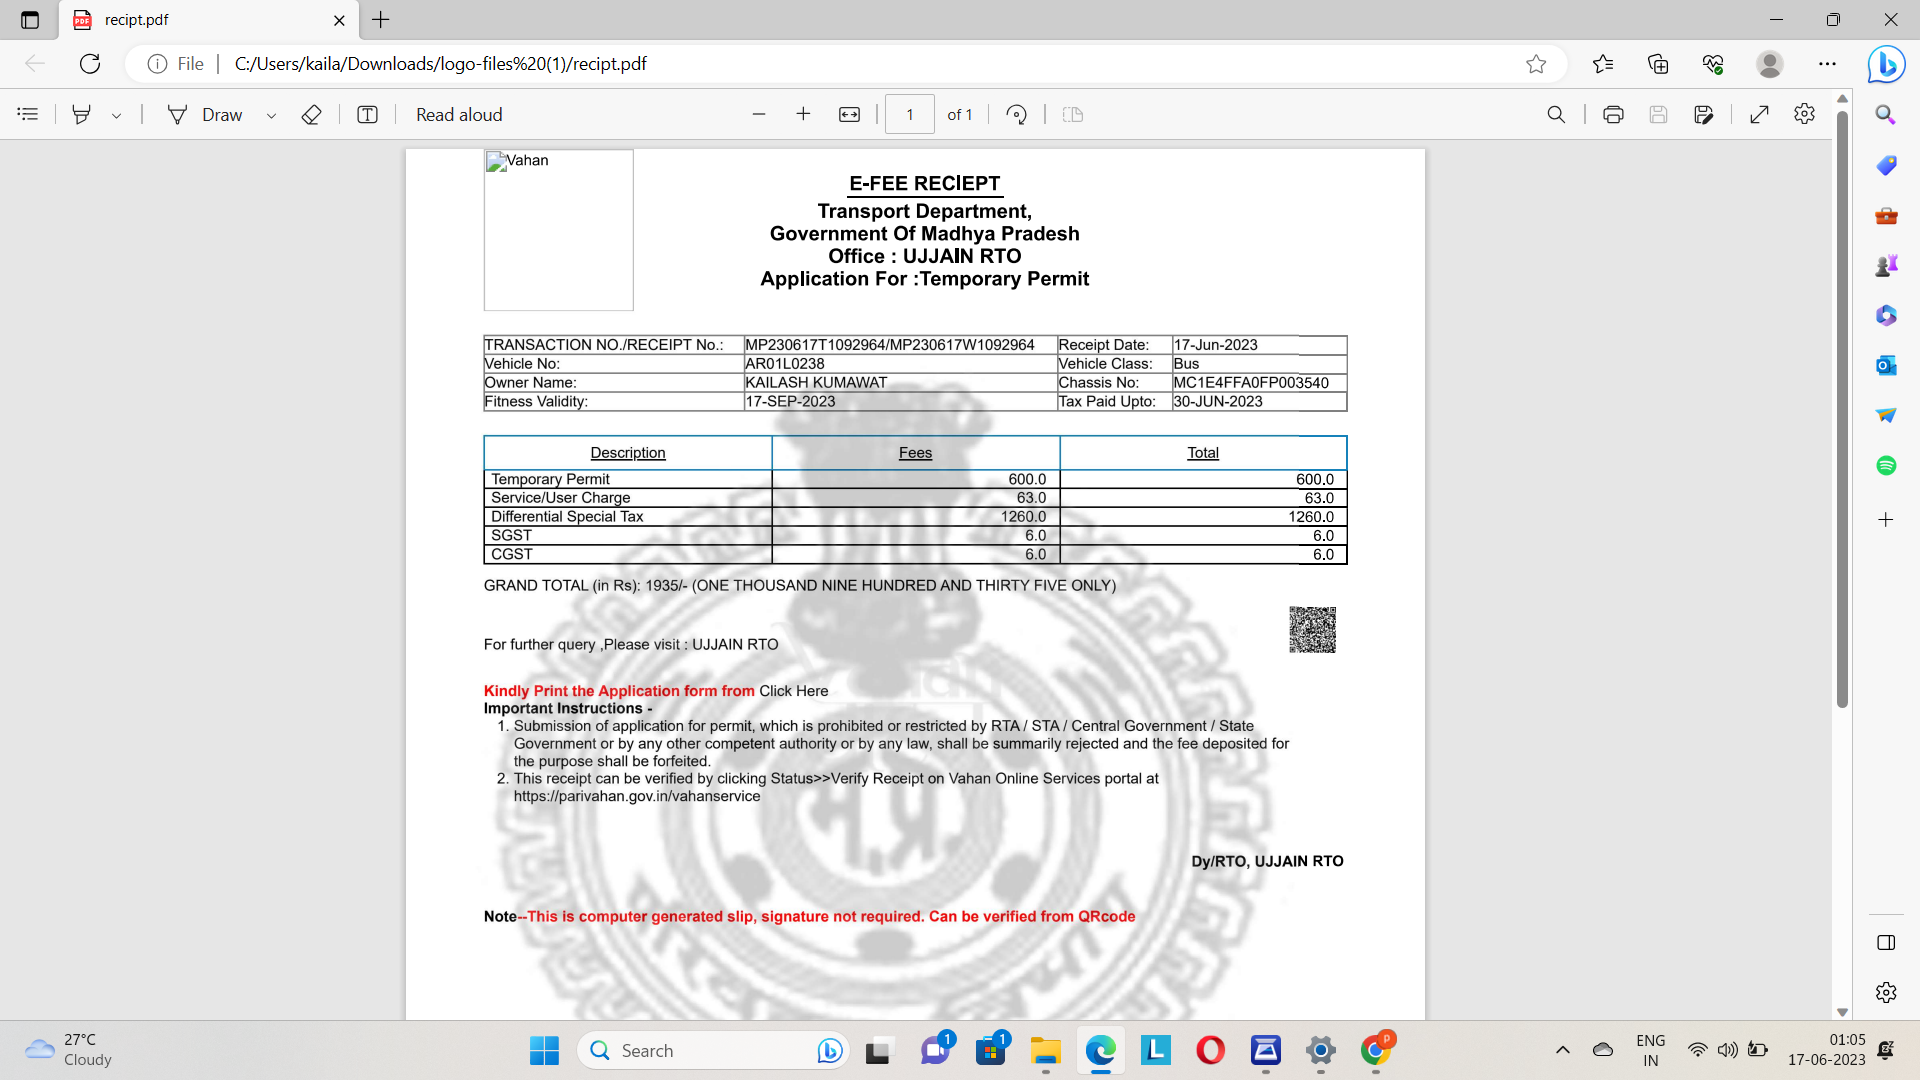 recipt.pdf
File
C:/Users/kaila/Downloads/logo-files%20(1)/recipt.pdf
Draw
Read aloud
1
of 1
Vahan
E-FEE RECIEPT
Transport Department,
Government Of Madhya Pradesh
Office : UJJAIN RTO
Application For :Temporary Permit
TRANSACTION NO./RECEIPT No.: MP230617T1092964/MP230617W1092964 Receipt Date: 17-Jun-2023
Vehicle No: AR01L0238 Vehicle Class: Bus
Owner Name: KAILASH KUMAWAT Chassis No: MC1E4FFA0FP003540
Fitness Validity: 17-SEP-2023 Tax Paid Upto: 30-JUN-2023
Description Fees Total
Temporary Permit 600.0 600.0
Service/User Charge 63.0 63.0
Differential Special Tax 1260.0 1260.0
SGST 6.0 6.0
CGST 6.0 6.0
GRAND TOTAL (in Rs): 1935/- (ONE THOUSAND NINE HUNDRED AND THIRTY FIVE ONLY)
For further query ,Please visit : UJJAIN RTO
Kindly Print the Application form from Click Here
Important Instructions -
1. Submission of application for permit, which is prohibited or restricted by RTA / STA / Central Government / State
Government or by any other competent authority or by any law, shall be summarily rejected and the fee deposited for
the purpose shall be forfeited.
2. This receipt can be verified by clicking Status>>Verify Receipt on Vahan Online Services portal at
https://parivahan.gov.in/vahanservice
म.प्र.
Dy/RTO, UJJAIN RTO
Note--This is computer generated slip, signature not required. Can be verified from QRcode
27°C
Cloudy
Search
1
1
ENG
IN
01:05
17-06-2023